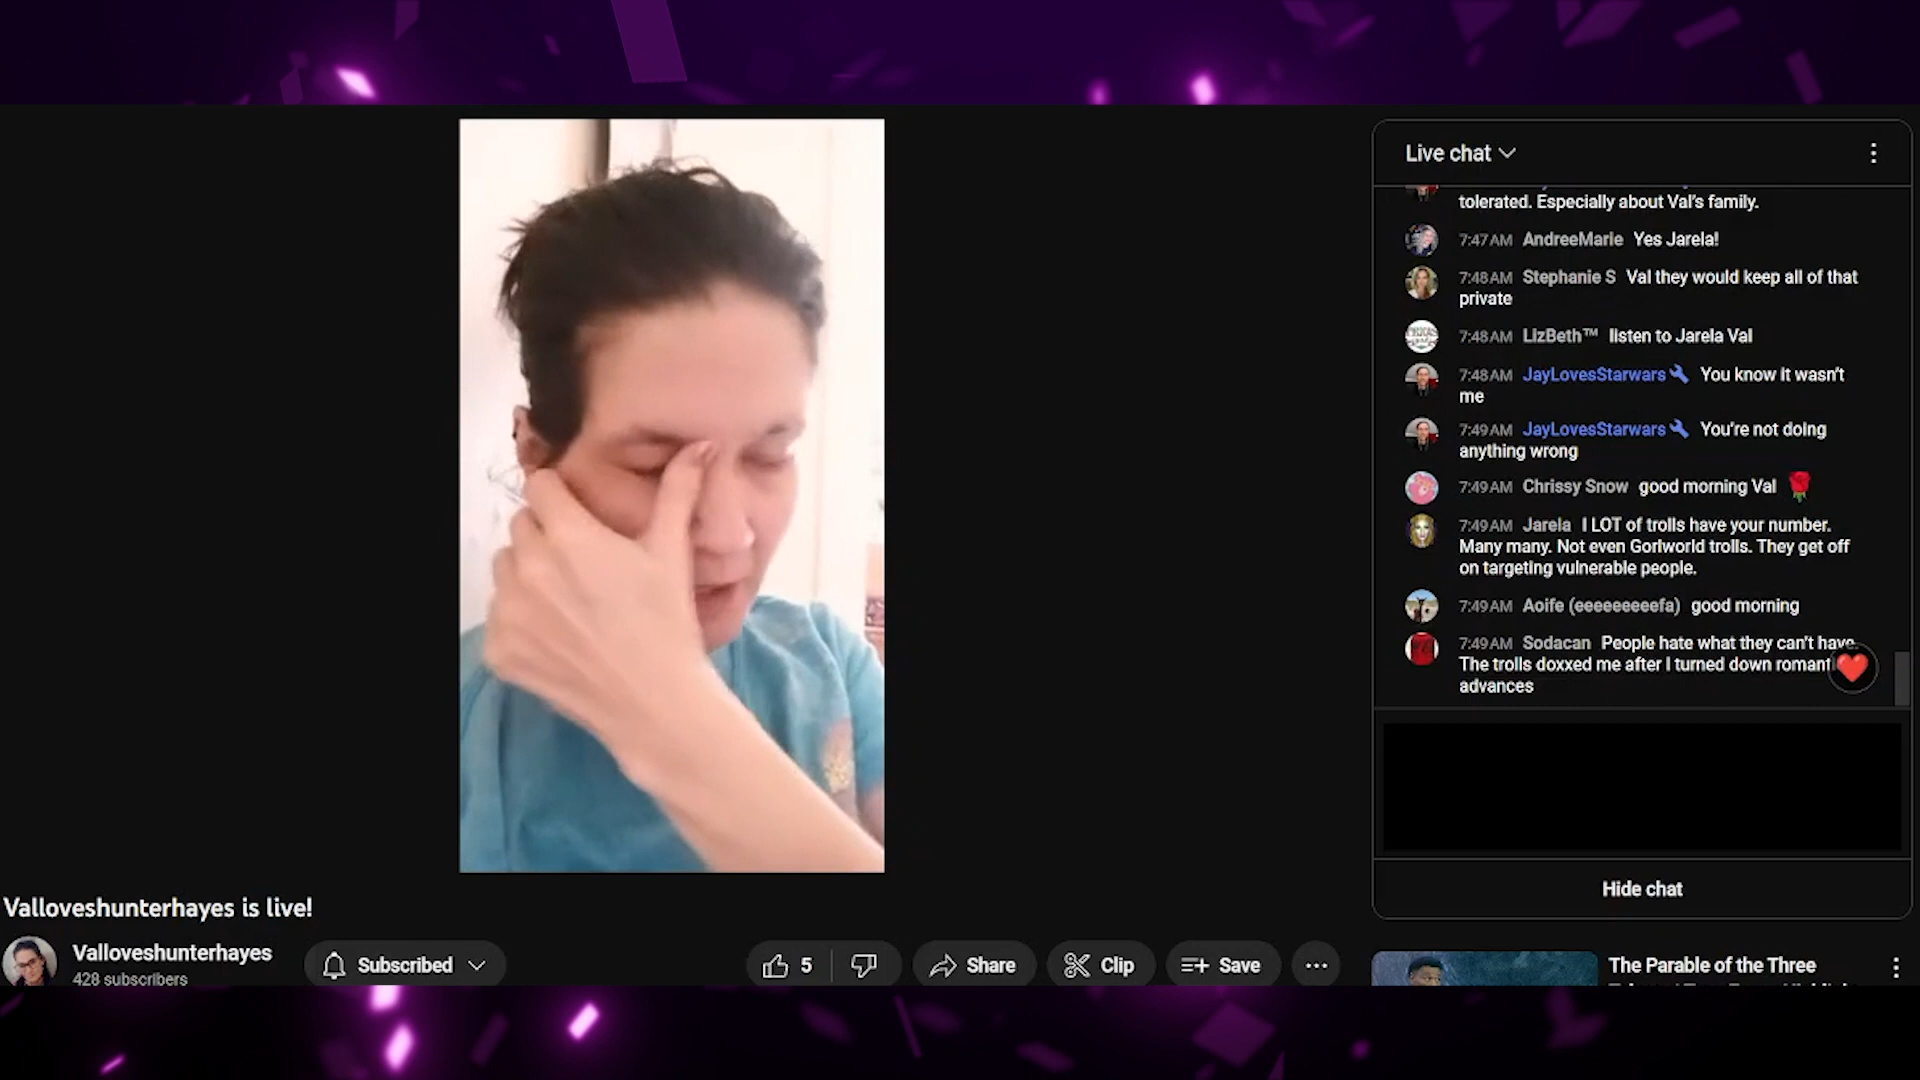 Live chat
tolerated. Especially about Val's family.
7:47 AM AndreeMarie Yes Jarela!
7:48 AM Stephanie S Val they would keep all of that
private
7:48 AM LizBeth™ listen to Jarela Val
7:48 AM JayLovesStarwars You know it wasn't
me
7:49 AM JayLovesStarwars You're not doing
anything wrong
7:49 AM Chrissy Snow good morning Val
7:49 AM Jarela I LOT of trolls have your number.
Many many. Not even Gorlworld trolls. They get off
on targeting vulnerable people.
7:49 AM Aoife (eeeeeeeeefa) good morning
7:49 AM Sodacan People hate what they can't have.
The trolls doxxed me after I turned down
advances
Hide chat
Valloveshunterhayes is live!
Valloveshunterhayes
428 subscribers
Subscribed
5
Share
Clip
Save
The Parable of the Three